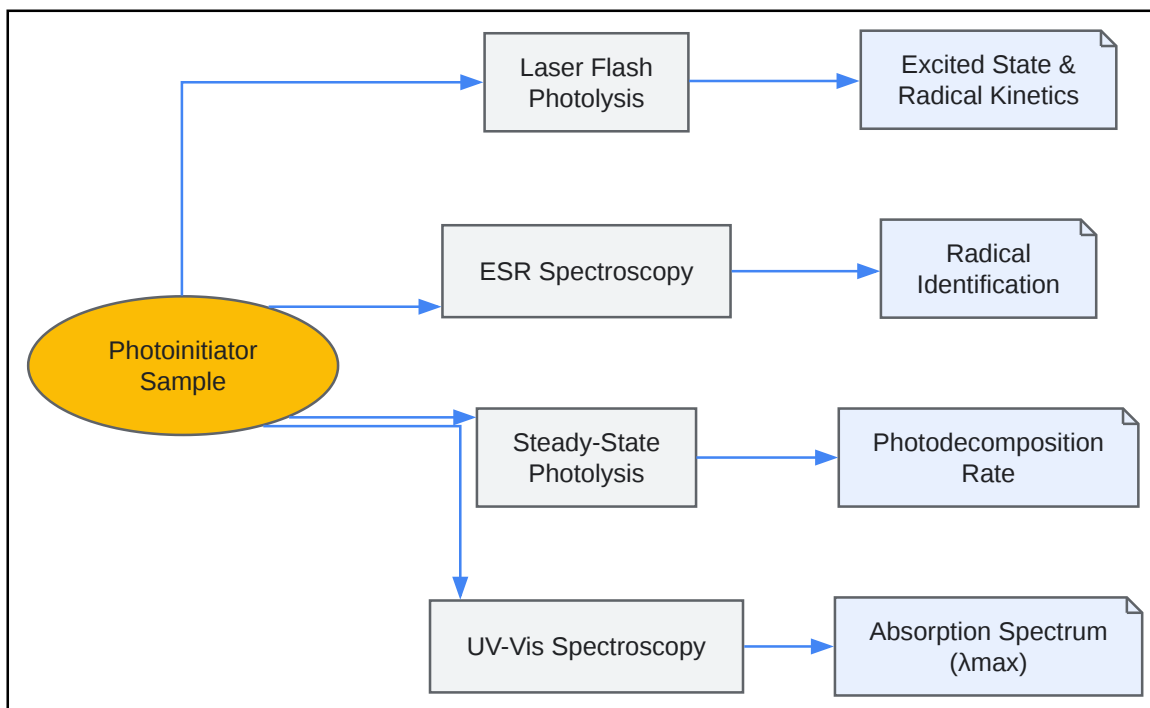 Laser Flash
Photolysis
Excited State &
Radical Kinetics
ESR Spectroscopy
Radical
Identification
Photoinitiator
Sample
Steady-State
Photolysis
Photodecomposition
Rate
UV-Vis Spectroscopy
Absorption Spectrum
(λmax)